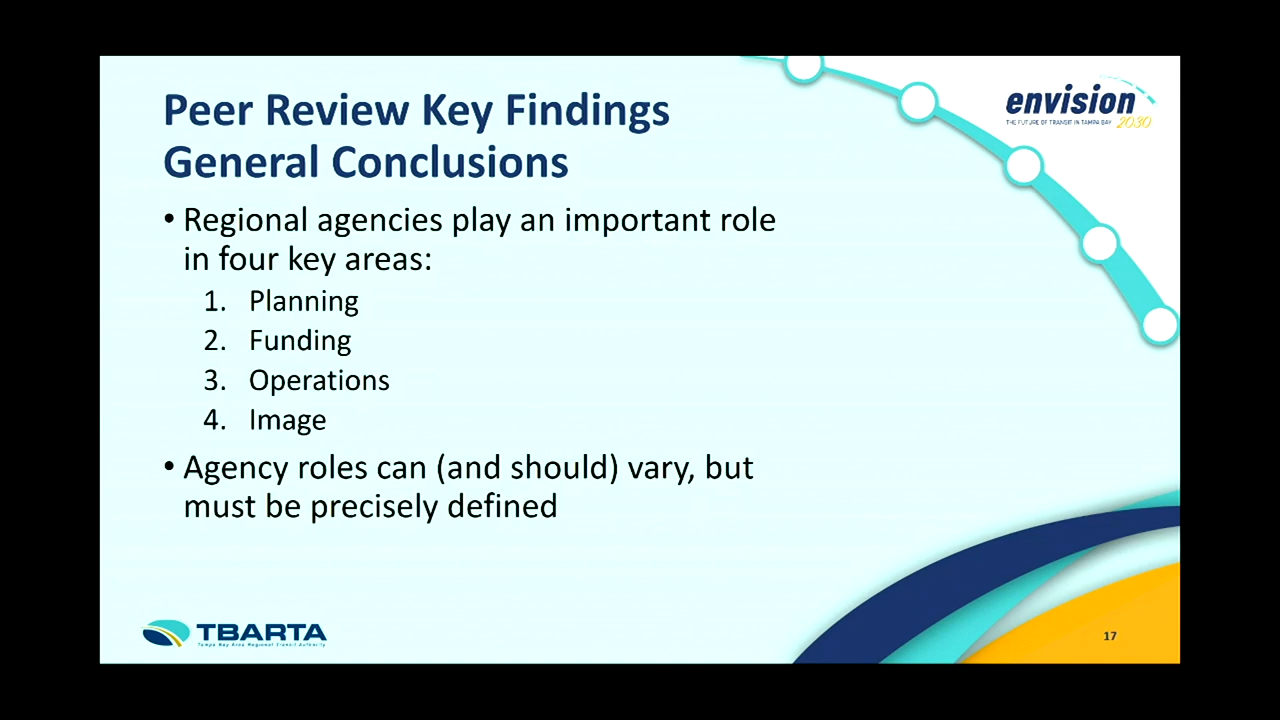 Peer Review Key Findings
General Conclusions
envision
THE FUTURE OF TRANSIT IN TAMPA BAY 2030
• Regional agencies play an important role
in four key areas:
1. Planning
2. Funding
3. Operations
4. Image
• Agency roles can (and should) vary, but
must be precisely defined
TBARTA
Tampa Bay Area Regional Transit Authority
17